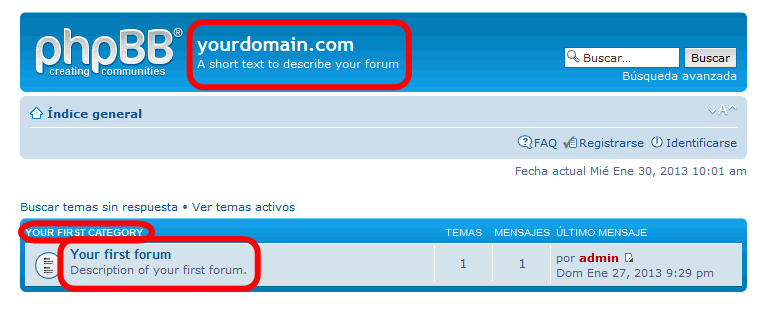 phpBB®
creating communities
yourdomain.com
A short text to describe your forum
Buscar... Buscar
Búsqueda avanzada
Índice general
A
FAQ Registrarse Identificarse
Fecha actual Mié Ene 30, 2013 10:01 am
Buscar temas sin respuesta • Ver temas activos
YOUR FIRST CATEGORY TEMAS MENSAJES ÚLTIMO MENSAJE
Your first forum
Description of your first forum.
1 1
por admin
Dom Ene 27, 2013 9:29 pm